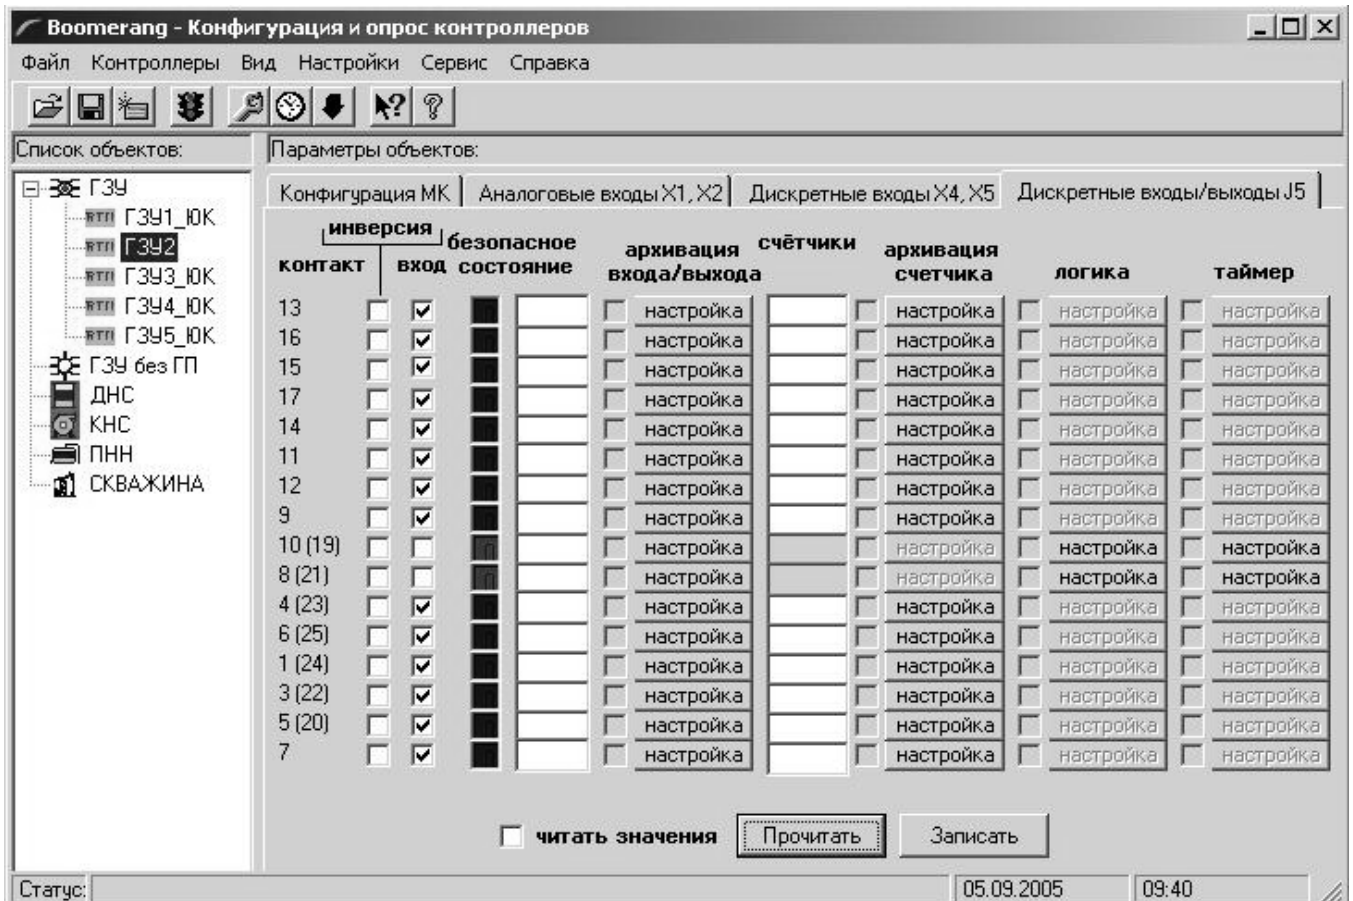 Boomerang - Конфигурация и опрос контроллеров
Файл Контроллеры Вид Настройки Сервис Справка
Список объектов: Параметры объектов:
ГЗУ
RTП ГЗУ1_ЮК
RTП ГЗУ2
RTП ГЗУ3_ЮК
RTП ГЗУ4_ЮК
RTП ГЗУ5_ЮК
ГЗУ без ГП
ДНС
КНС
ПНН
СКВАЖИНА
Конфигурация МК Аналоговые входы X1, X2 Дискретные входы X4, X5 Дискретные входы/выходы J5
инверсия
контакт вход безопасное состояние архивация входа/выхода счётчики архивация счетчика логика таймер
13 настройка настройка настройка настройка
16 настройка настройка настройка настройка
15 настройка настройка настройка настройка
17 настройка настройка настройка настройка
14 настройка настройка настройка настройка
11 настройка настройка настройка настройка
12 настройка настройка настройка настройка
9 настройка настройка настройка настройка
10 (19) настройка настройка настройка настройка
8 (21) настройка настройка настройка настройка
4 (23) настройка настройка настройка настройка
6 (25) настройка настройка настройка настройка
1 (24) настройка настройка настройка настройка
3 (22) настройка настройка настройка настройка
5 (20) настройка настройка настройка настройка
7 настройка настройка настройка настройка
читать значения Прочитать Записать
Статус: 05.09.2005 09:40